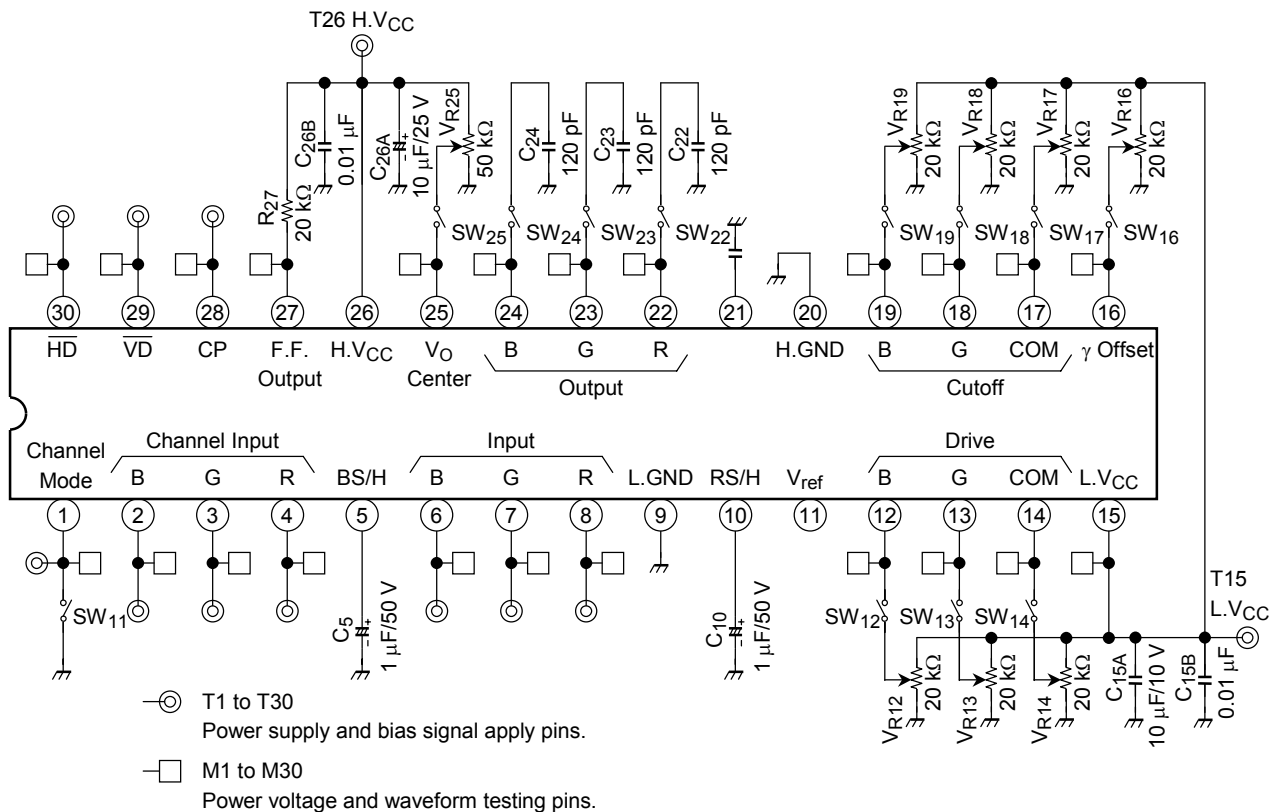 T26 H.VCC
R27
20 kΩ
C26B
0.01 μF
C26A
10 μF/25 V
VR25
50 kΩ
C24
120 pF
C23
120 pF
C22
120 pF
VR19
20 kΩ
VR18
20 kΩ
VR17
20 kΩ
VR16
20 kΩ
SW25 SW24 SW23 SW22 SW19 SW18 SW17 SW16
− + 
30 29 28 27 26 25 24 23 22 21 20 19 18 17 16
HD VD CP F.F. Output H.VCC VO Center B G R H.GND B G COM γ Offset
Output Cutoff
Channel Mode Channel Input Input Drive
B G R BS/H B G R L.GND RS/H Vref B G COM L.VCC
1 2 3 4 5 6 7 8 9 10 11 12 13 14 15
SW11
C5
− +
1 μF/50 V
C10
− +
1 μF/50 V
SW12 SW13 SW14
T15
L.VCC
VR12
20 kΩ
VR13
20 kΩ
VR14
20 kΩ
C15A
10 μF/10 V
C15B
0.01 μF
T1 to T30
Power supply and bias signal apply pins.
M1 to M30
Power voltage and waveform testing pins.